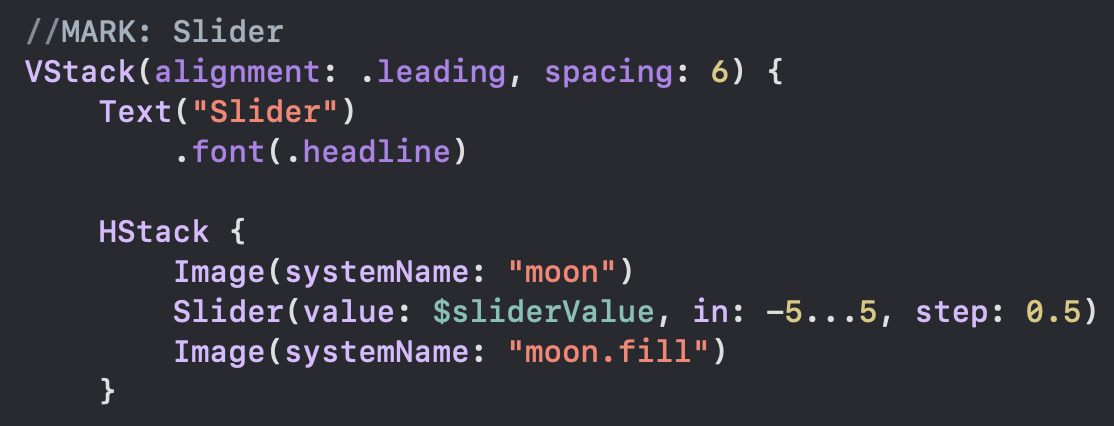 //MARK: Slider
VStack(alignment: .leading, spacing: 6) {
    Text("Slider")
        .font(.headline)

    HStack {
        Image(systemName: "moon")
        Slider(value: $sliderValue, in: -5...5, step: 0.5)
        Image(systemName: "moon.fill")
    }